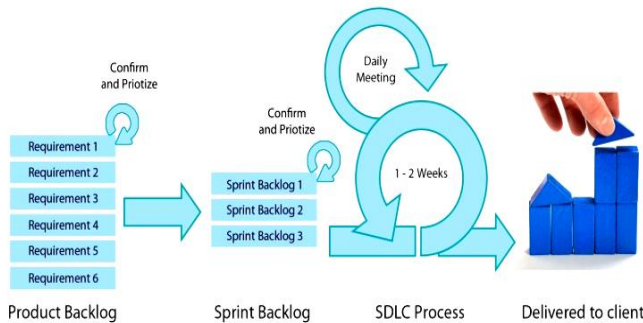 Confirm
and Priotize
Requirement 1
Requirement 2
Requirement 3
Requirement 4
Requirement 5
Requirement 6
Product Backlog
Confirm
and Priotize
Sprint Backlog 1
Sprint Backlog 2
Sprint Backlog 3
Sprint Backlog
Daily
Meeting
1 - 2 Weeks
SDLC Process
Delivered to client